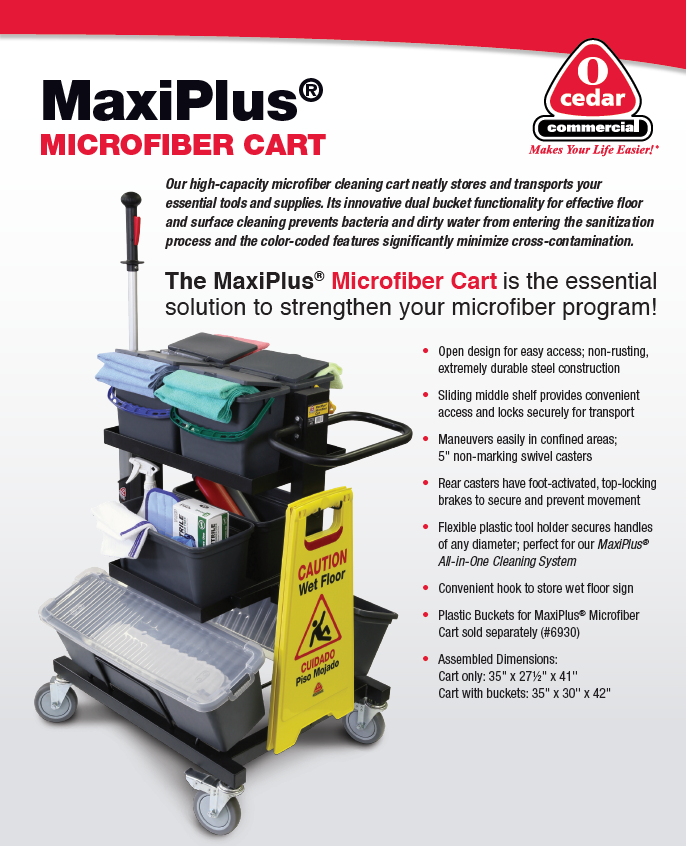 MaxiPlus®
MICROFIBER CART
O
cedar
commercial
Makes Your Life Easier!*
Our high-capacity microfiber cleaning cart neatly stores and transports your
essential tools and supplies. Its innovative dual bucket functionality for effective floor
and surface cleaning prevents bacteria and dirty water from entering the sanitization
process and the color-coded features significantly minimize cross-contamination.
The MaxiPlus® Microfiber Cart is the essential
solution to strengthen your microfiber program!
• Open design for easy access; non-rusting,
extremely durable steel construction
• Sliding middle shelf provides convenient
access and locks securely for transport
• Maneuvers easily in confined areas;
5" non-marking swivel casters
• Rear casters have foot-activated, top-locking
brakes to secure and prevent movement
• Flexible plastic tool holder secures handles
of any diameter; perfect for our MaxiPlus®
All-in-One Cleaning System
• Convenient hook to store wet floor sign
• Plastic Buckets for MaxiPlus® Microfiber
Cart sold separately (#6930)
• Assembled Dimensions:
Cart only: 35" x 27½" x 41"
Cart with buckets: 35" x 30" x 42"
NITRILE
NITRILE
CAUTION
Wet Floor
CUIDADO
Piso Mojado